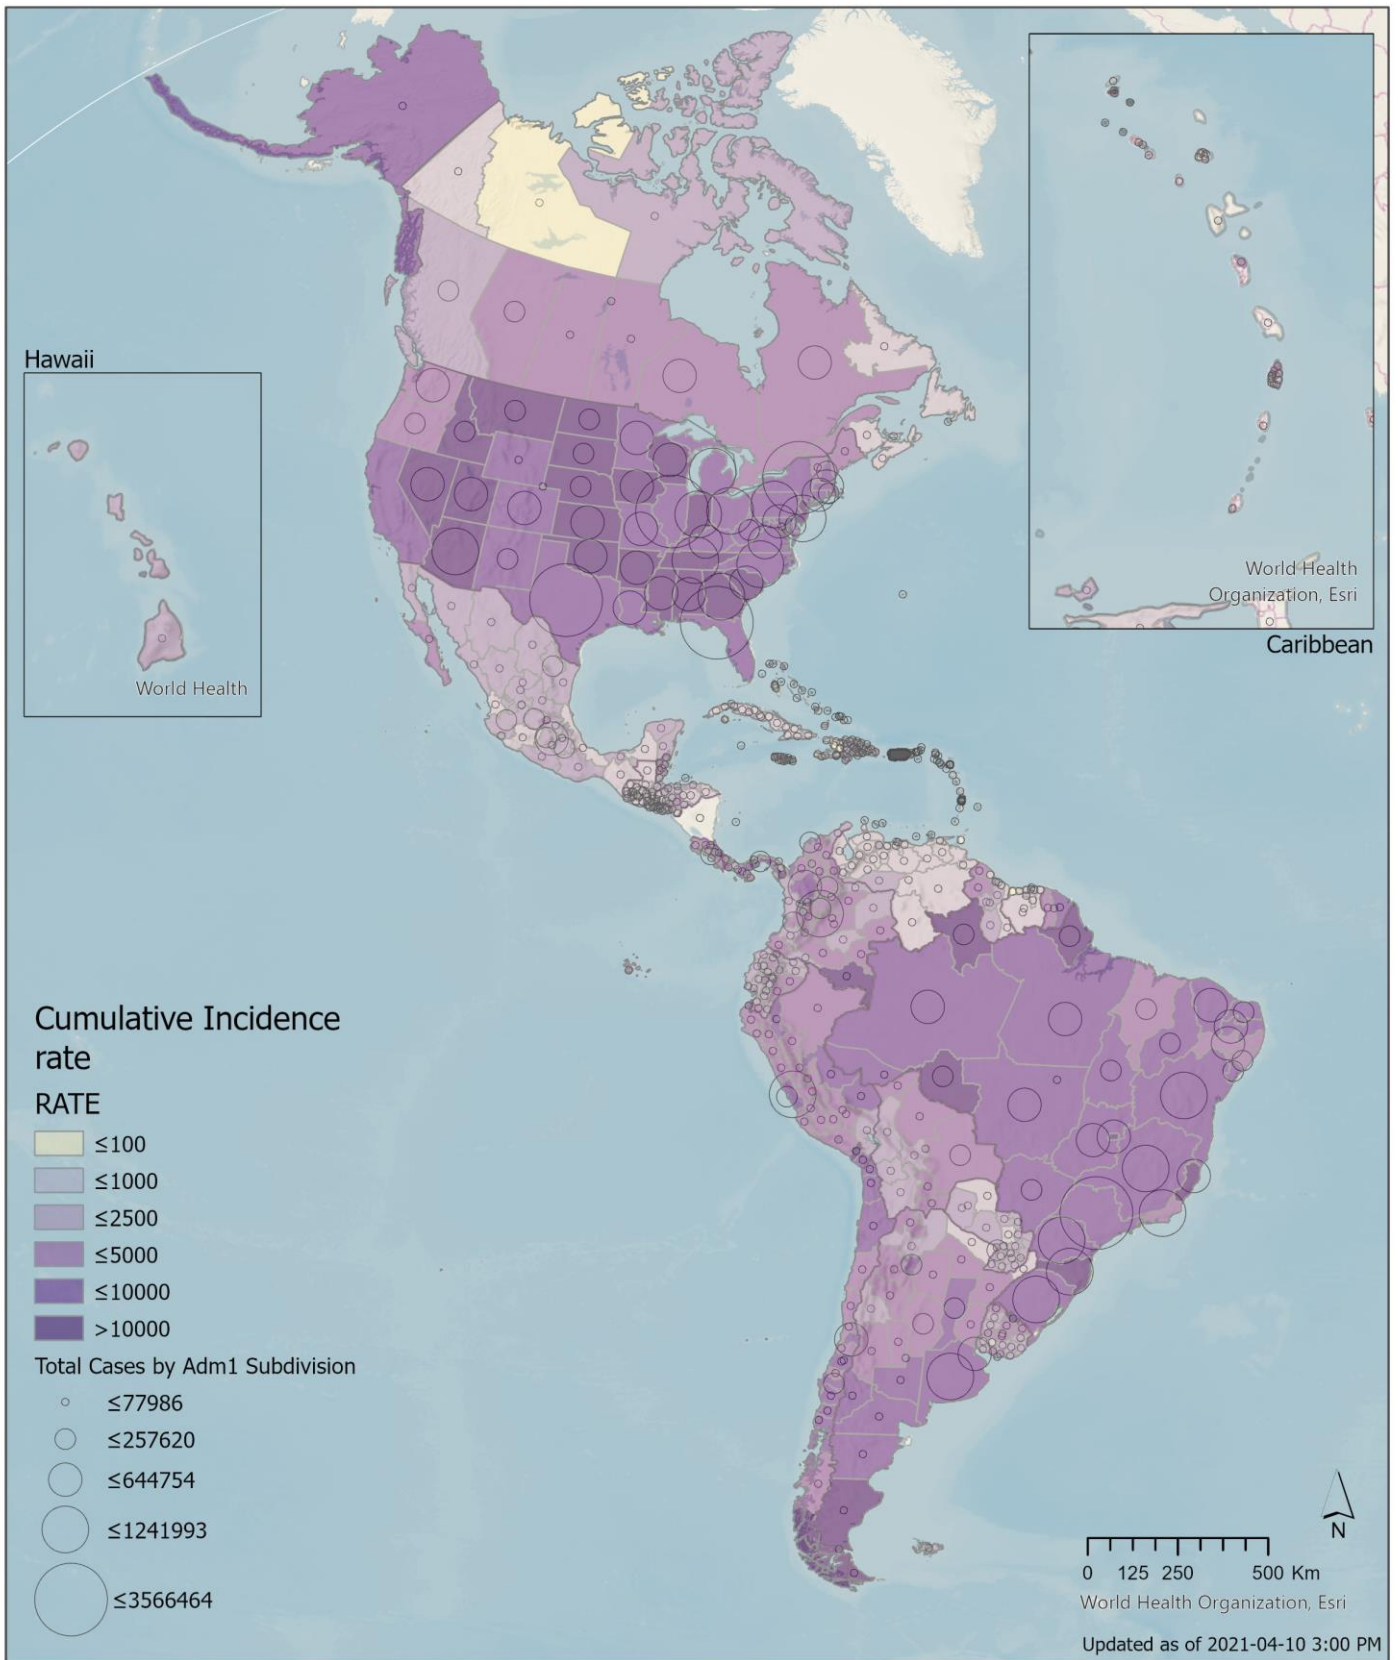 Hawaii
World Health
World Health
Organization, Esri
Caribbean
Cumulative Incidence
rate
RATE
≤100
≤1000
≤2500
≤5000
≤10000
>10000
Total Cases by Adm1 Subdivision
≤77986
≤257620
≤644754
≤1241993
≤3566464
N
0 125 250 500 Km
World Health Organization, Esri
Updated as of 2021-04-10 3:00 PM